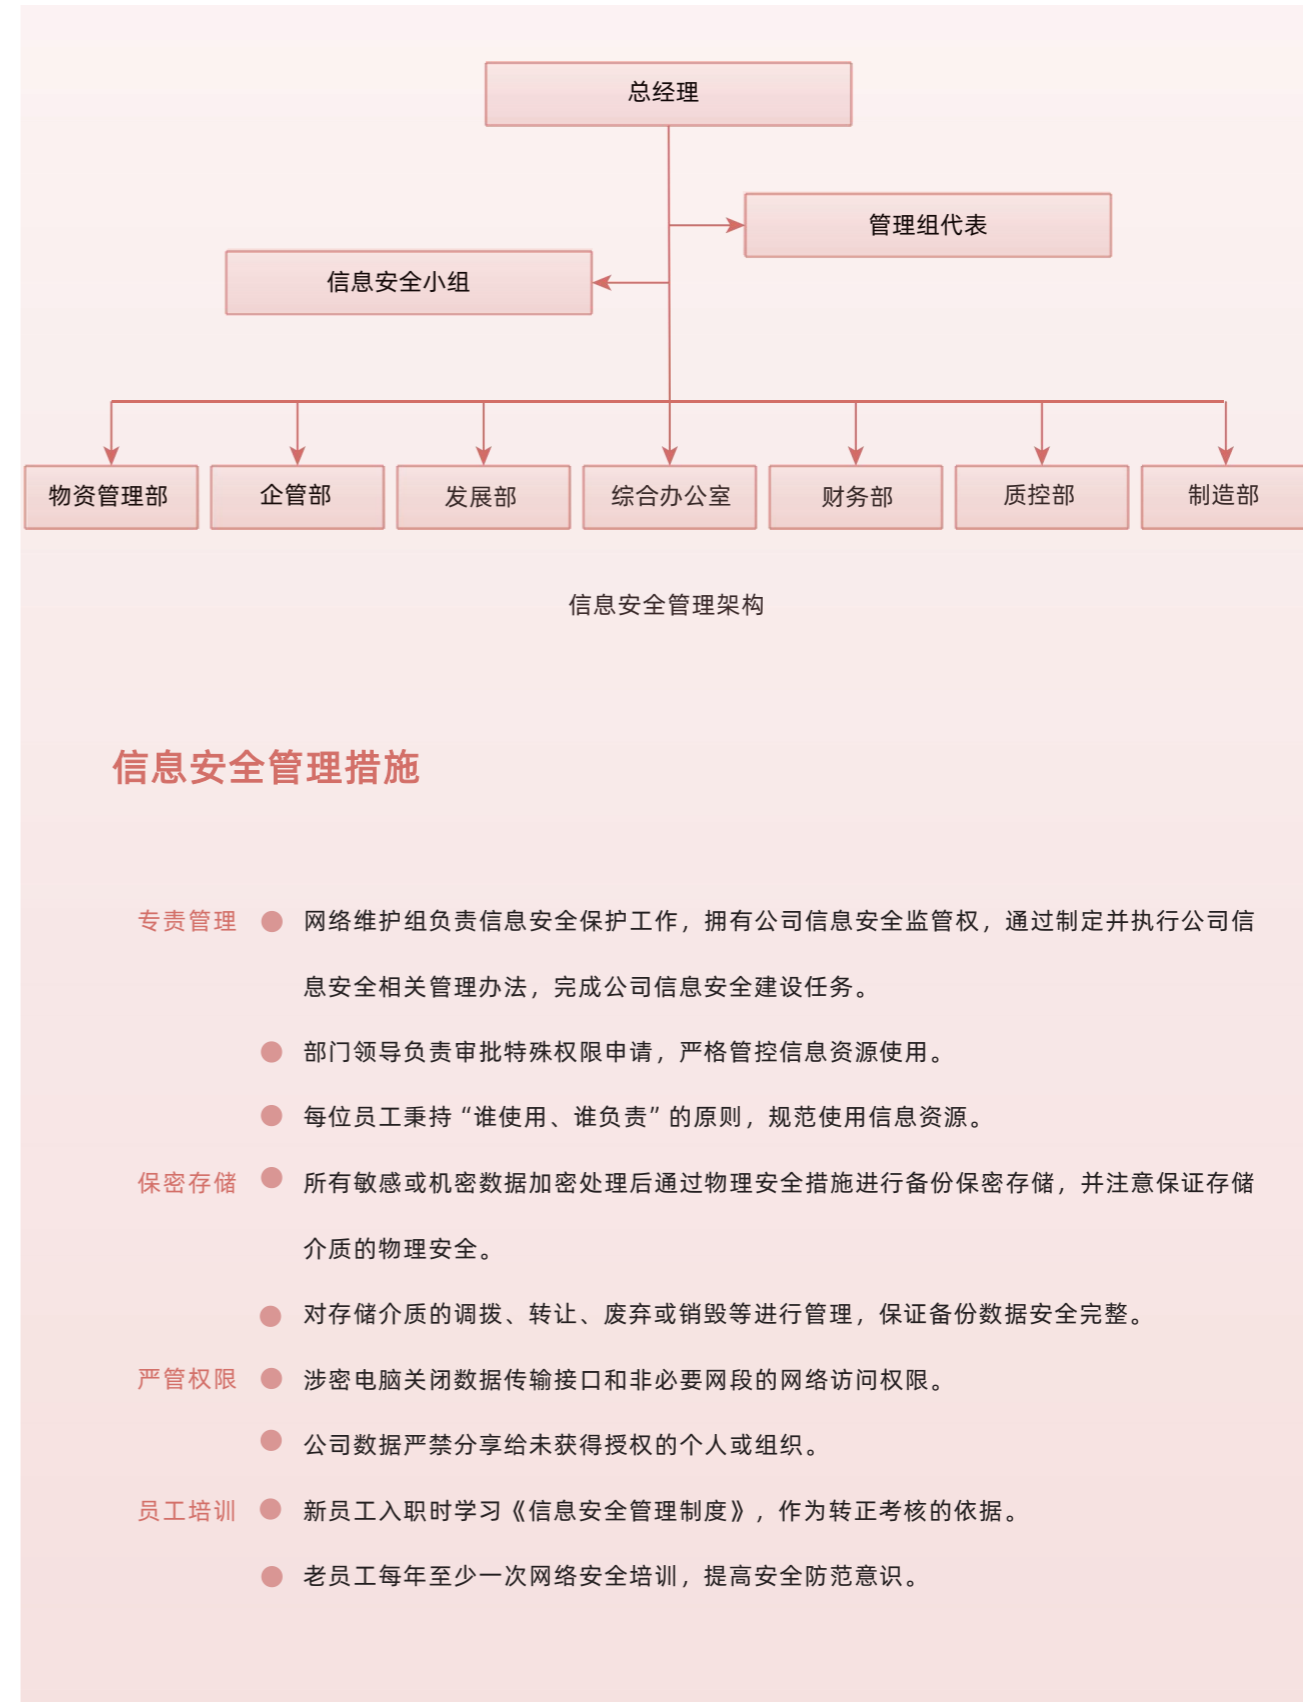 总经理
管理组代表
信息安全小组
物资管理部
企管部
发展部
综合办公室
财务部
质控部
制造部
信息安全管理架构
信息安全管理措施
专责管理
网络维护组负责信息安全保护工作，拥有公司信息安全监管权，通过制定并执行公司信
息安全相关管理办法，完成公司信息安全建设任务。
部门领导负责审批特殊权限申请，严格管控信息资源使用。
每位员工秉持“谁使用、谁负责”的原则，规范使用信息资源。
保密存储
所有敏感或机密数据加密处理后通过物理安全措施进行备份保密存储，并注意保证存储
介质的物理安全。
对存储介质的调拨、转让、废弃或销毁等进行管理，保证备份数据安全完整。
严管权限
涉密电脑关闭数据传输接口和非必要网段的网络访问权限。
公司数据严禁分享给未获得授权的个人或组织。
员工培训
新员工入职时学习《信息安全管理制度》，作为转正考核的依据。
老员工每年至少一次网络安全培训，提高安全防范意识。